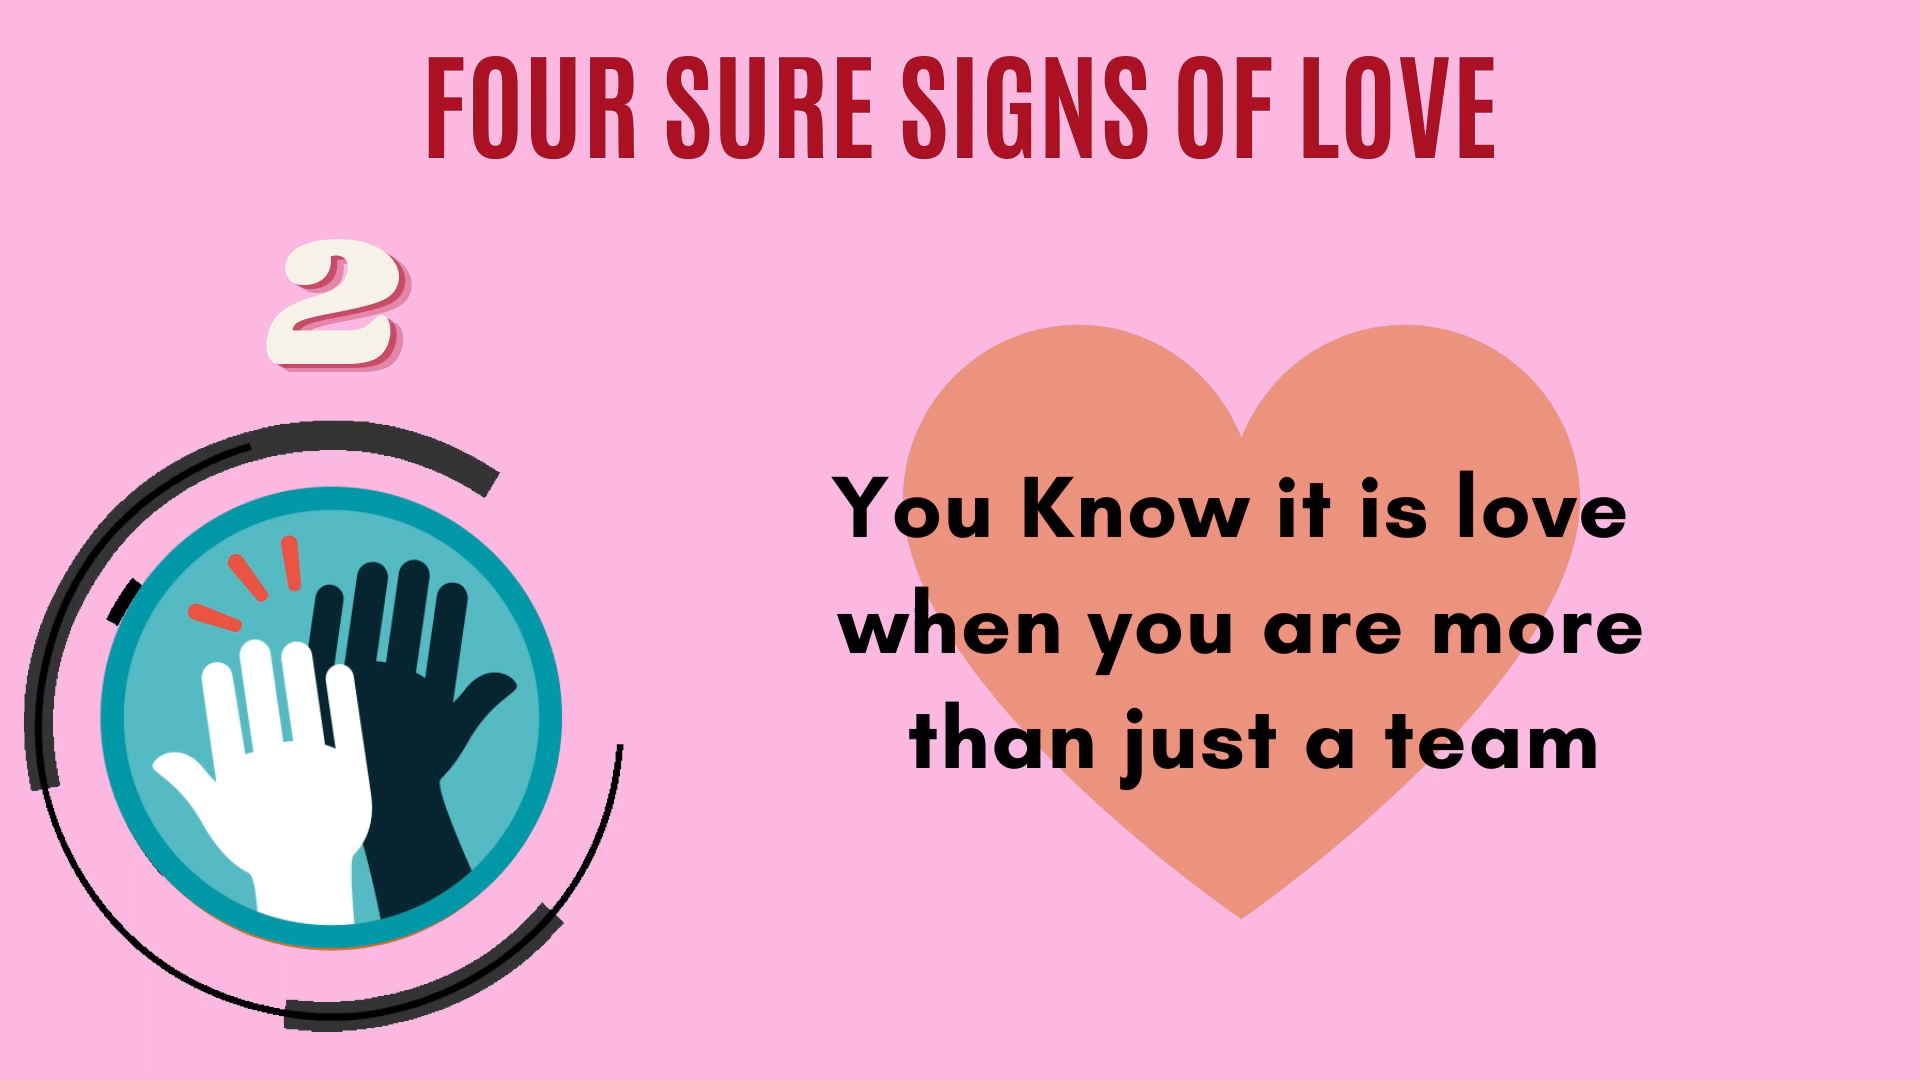 FOUR SURE SIGNS OF LOVE
2
You Know it is love
when you are more
than just a team